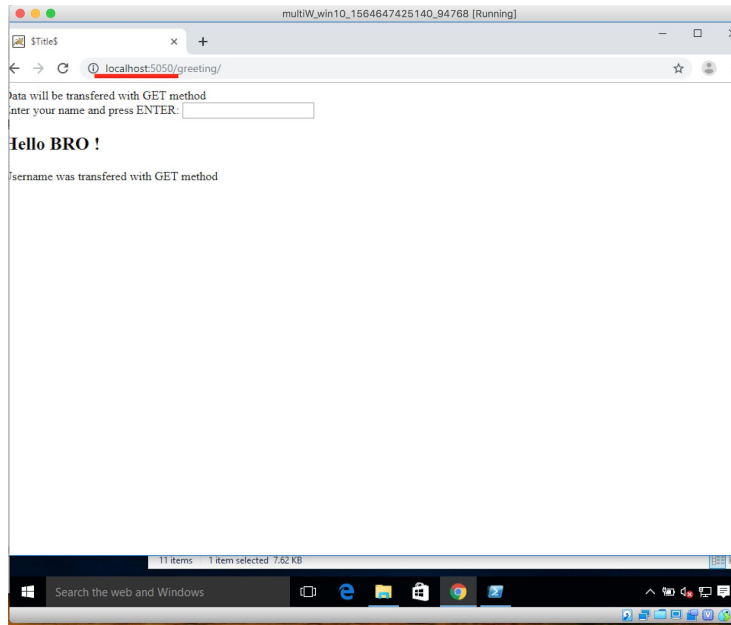 multiW_win10_1564647425140_94768 [Running]
$Title$
localhost:5050/greeting/
Data will be transfered with GET method
Enter your name and press ENTER:
Hello BRO !
Username was transfered with GET method
11 items 1 item selected 7.62 KB
Search the web and Windows